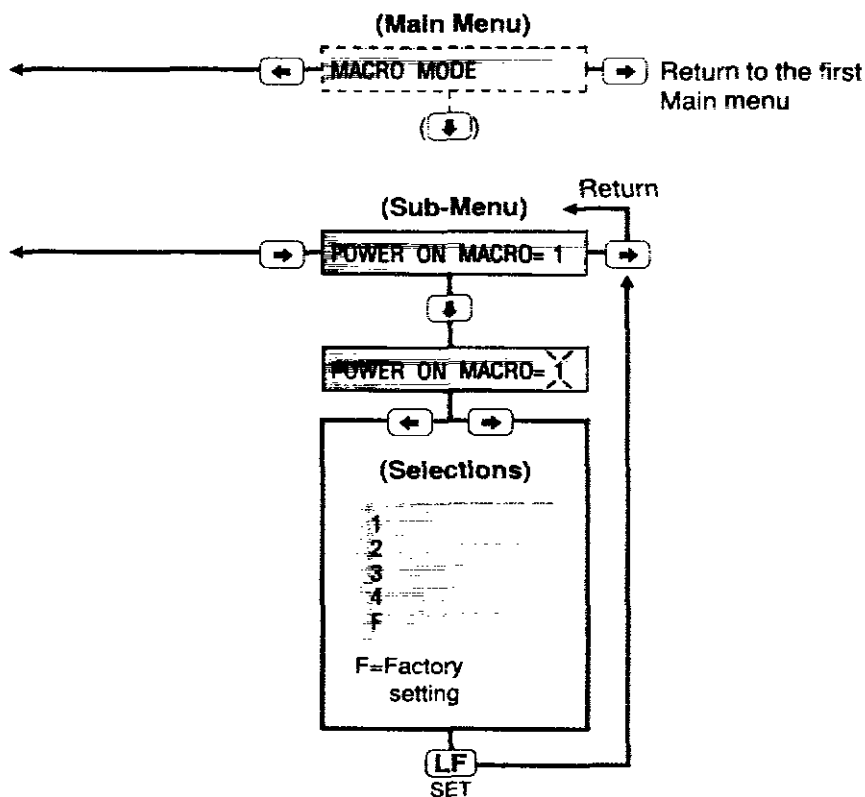 (Main Menu)
MACRO MODE
Return to the first
Main menu
Return
(Sub-Menu)
POWER ON MACRO= 1
POWER ON MACRO= 1
(Selections)
1
2
3
4
F
F=Factory
setting
LF
SET